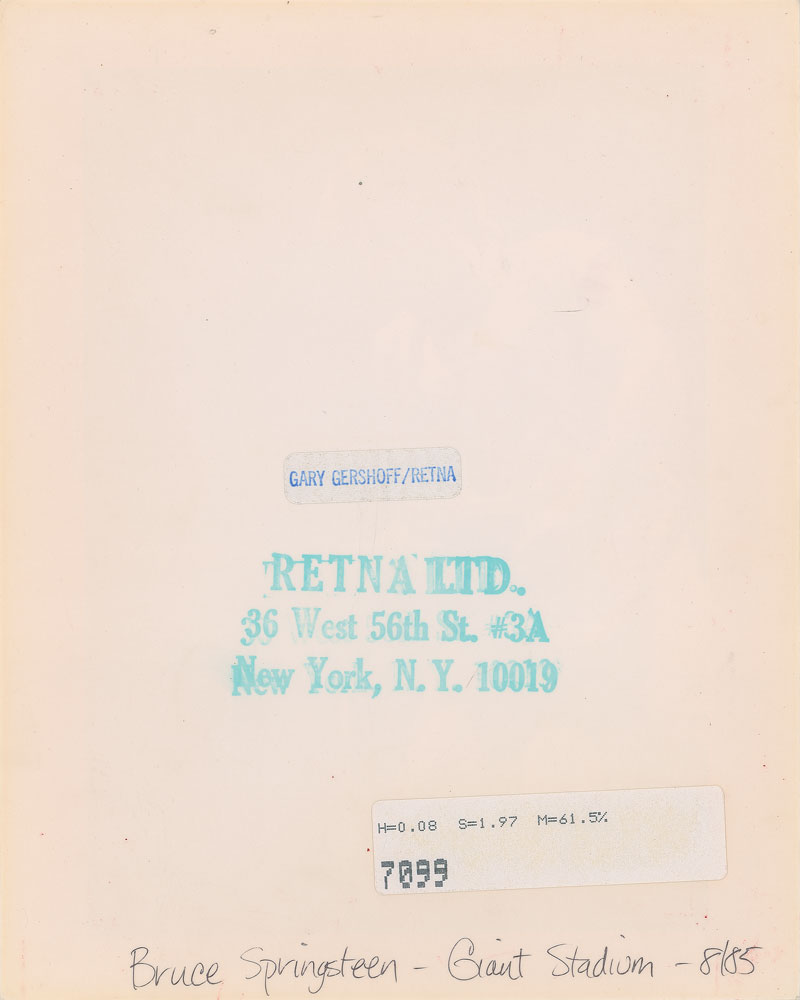 GARY GERSHOFF/RETNA
RETNA LTD.
36 West 56th St. #3A
New York, N.Y. 10019
H=0.08 S=1.97 M=61.5%
7099
Bruce Springsteen - Giant Stadium - 8/85